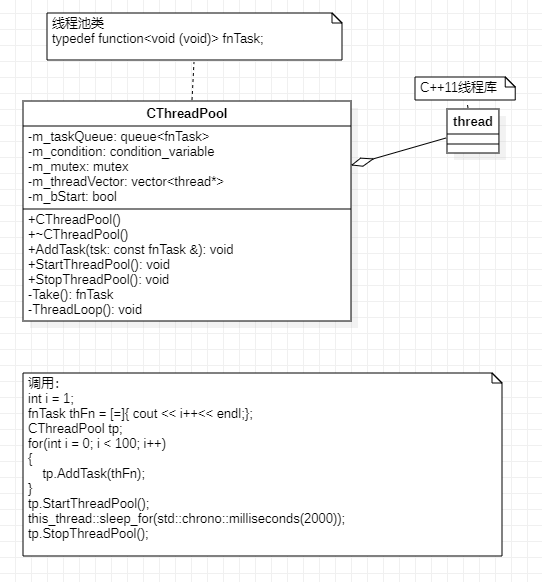 线程池类
typedef function<void (void)> fnTask;
C++11线程库
CThreadPool
thread
-m_taskQueue: queue<fnTask>
-m_condition: condition_variable
-m_mutex: mutex
-m_threadVector: vector<thread*>
-m_bStart: bool
+CThreadPool()
+~CThreadPool()
+AddTask(tsk: const fnTask &): void
+StartThreadPool(): void
+StopThreadPool(): void
-Take(): fnTask
-ThreadLoop(): void
调用：
int i = 1;
fnTask thFn = [=]{ cout << i++<< endl;};
CThreadPool tp;
for(int i = 0; i < 100; i++)
{
    tp.AddTask(thFn);
}
tp.StartThreadPool();
this_thread::sleep_for(std::chrono::milliseconds(2000));
tp.StopThreadPool();